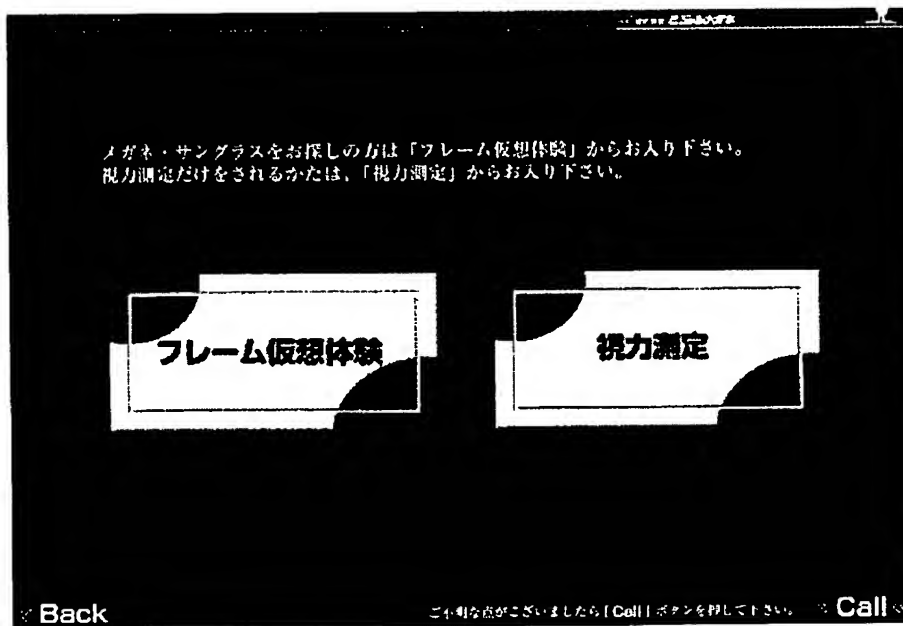 メガネ・サングラスをお探しの方は「フレーム仮想体験」からお入り下さい。
視力測定だけをされるかたは、「視力測定」からお入り下さい。
フレーム仮想体験
視力測定
Back
ご不明な点がございましたら「Call」ボタンを押して下さい。
Call